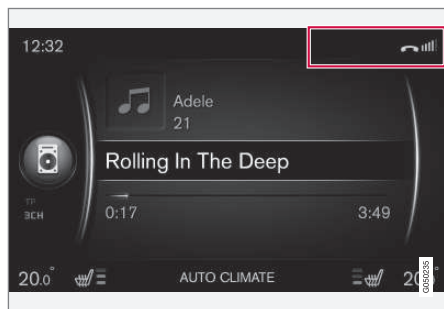 12:32
Adele
21
Rolling In The Deep
TP
3CH
0:17
3:49
20.0°
AUTO CLIMATE
20
G050235